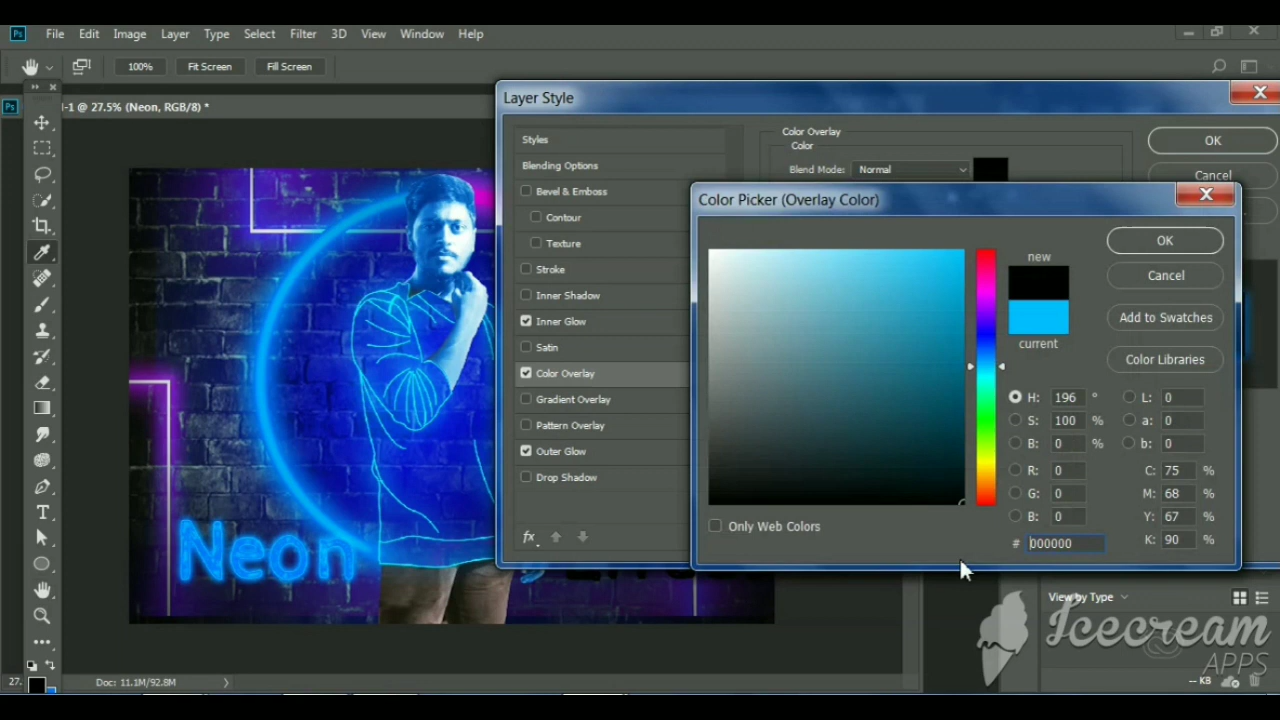 Ps File Edit Image Layer Type Select Filter 3D View Window Help
100% Fit Screen Fill Screen
Ps I-1 @ 27.5% (Neon, RGB/8) *
Layer Style
Styles
Blending Options
Bevel & Emboss
Contour
Texture
Stroke
Inner Shadow
Inner Glow
Satin
Color Overlay
Gradient Overlay
Pattern Overlay
Outer Glow
Drop Shadow
fx
Color Overlay
Color
Blend Mode: Normal
OK
Cancel
Color Picker (Overlay Color)
new
current
OK
Cancel
Add to Swatches
Color Libraries
H: 196 °
S: 100 %
B: 0 %
R: 0
G: 0
B: 0
# 000000
L: 0
a: 0
b: 0
C: 75 %
M: 68 %
Y: 67 %
K: 90 %
Only Web Colors
Neon
View by Type
Icecream
APPS
-- KB
27. Doc: 11.1M/92.8M